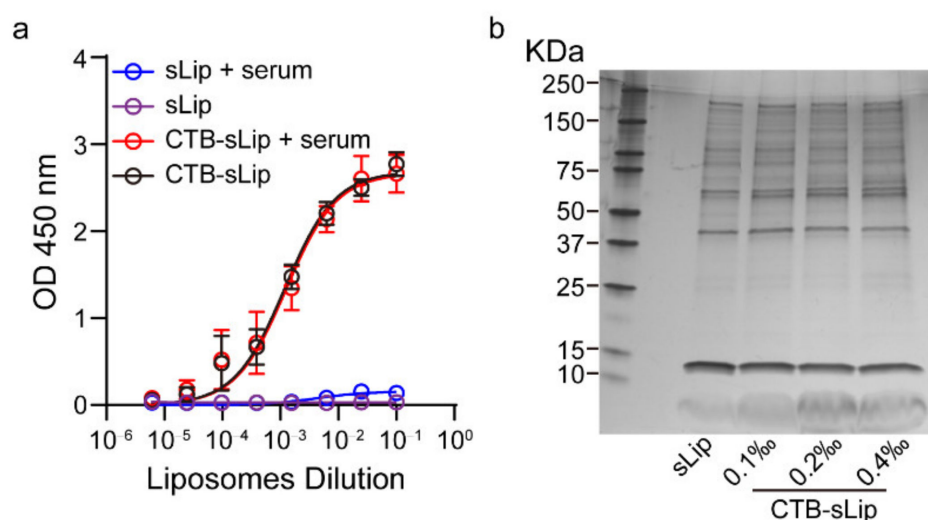 a
4
3
2
1
0
OD 450 nm
sLip + serum
sLip
CTB-sLip + serum
CTB-sLip
10⁻⁶ 10⁻⁵ 10⁻⁴ 10⁻³ 10⁻² 10⁻¹ 10⁰
Liposomes Dilution
b
KDa
250
150
75
50
37
25
15
10
sLip 0.1‰ 0.2‰ 0.4‰
CTB-sLip